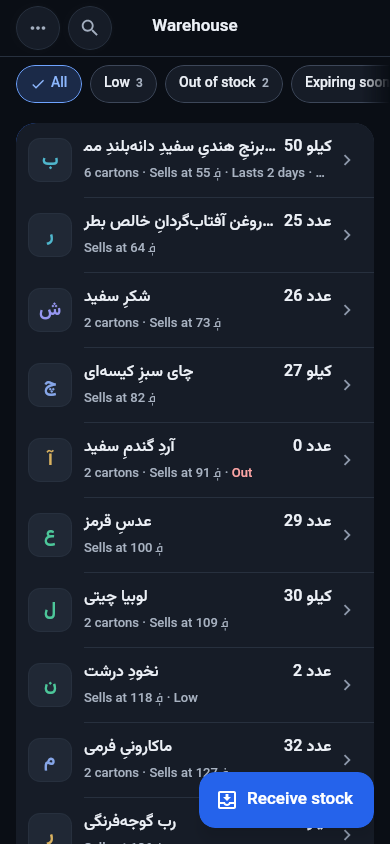 Warehouse
All
Low 3
Out of stock 2
Expiring soon
ب
برنجِ هنديِ سفیدِ دانه‌بلندِ مم…
50 کیلو
6 cartons · Sells at 55 ؋ · Lasts 2 days · …
ر
روغن آفتاب‌گردانِ خالص بطر…
25 عدد
Sells at 64 ؋
ش
شکرِ سفید
26 عدد
2 cartons · Sells at 73 ؋
چ
چای سبزِ کیسه‌ای
27 کیلو
Sells at 82 ؋
آ
آردِ گندمِ سفید
0 عدد
2 cartons · Sells at 91 ؋ · Out
ع
عدسِ قرمز
29 عدد
Sells at 100 ؋
ل
لوبیا چیتی
30 کیلو
2 cartons · Sells at 109 ؋
ن
نخودِ درشت
2 عدد
Sells at 118 ؋ · Low
م
ماکارونیِ فرمی
32 عدد
2 cartons · Sells at 127 ؋
ر
رب گوجه‌فرنگی
Receive stock